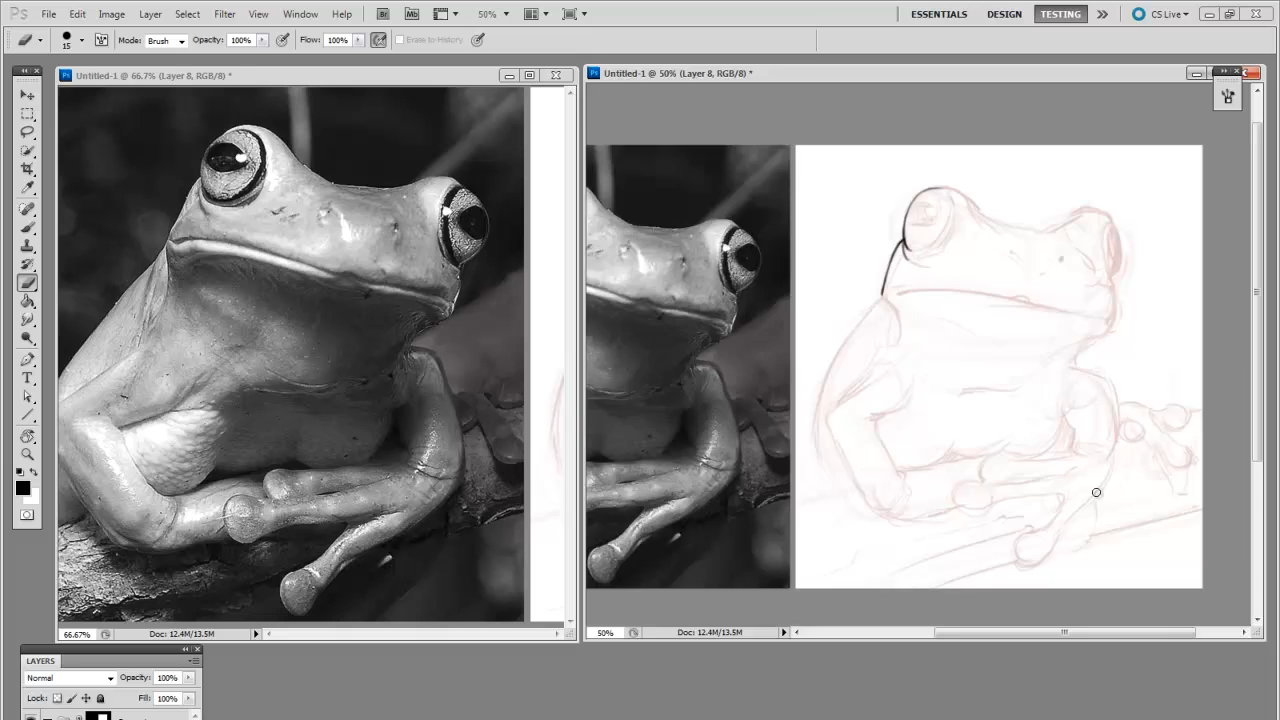 Ps File Edit Image Layer Select Filter View Window Help Br Mb 50% ESSENTIALS DESIGN TESTING CS Live
15 Mode: Brush Opacity: 100% Flow: 100% Erase to History
Ps Untitled-1 @ 66.7% (Layer 8, RGB/8) *
Ps Untitled-1 @ 50% (Layer 8, RGB/8) *
66.67% Doc: 12.4M/13.5M
50% Doc: 12.4M/13.5M
LAYERS
Normal Opacity: 100%
Lock: Fill: 100%